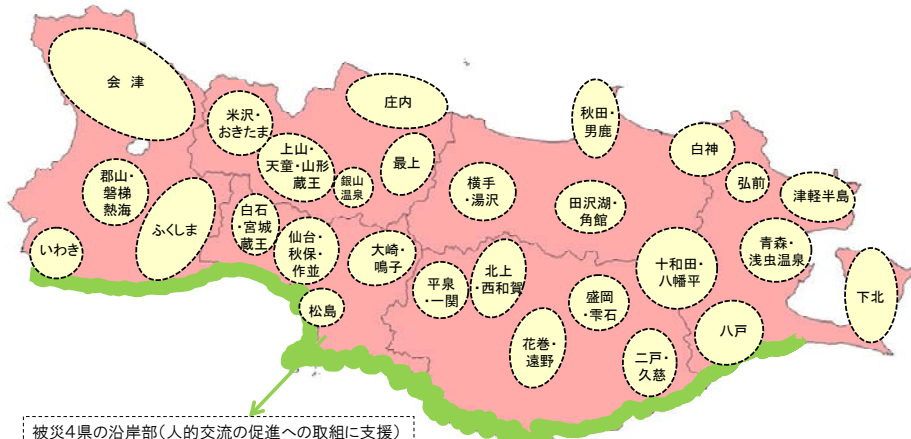 会 津
米沢・
おきたま
庄内
秋田・
男鹿
上山・
天童・山形
蔵王
銀山
温泉
最上
白神
郡山・
磐梯
熱海
横手
・湯沢
弘前
津軽半島
ふくしま
白石
・宮城
蔵王
田沢湖・
角館
いわき
仙台・
秋保・
作並
大崎・
鳴子
青森・
浅虫温泉
十和田・
八幡平
平泉
・一関
北上
・西和賀
下北
松島
盛岡
・雫石
八戸
花巻・
遠野
二戸・
久慈
被災4県の沿岸部(人的交流の促進への取組に支援)